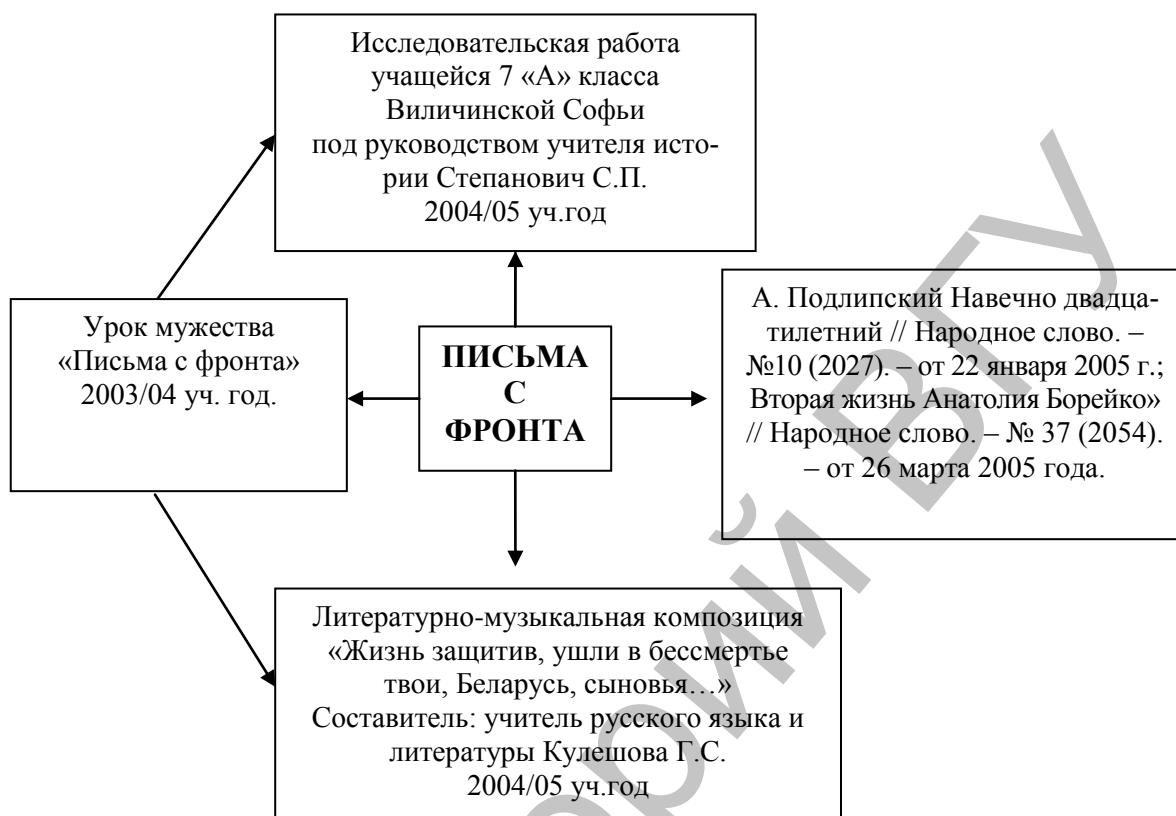 Исследовательская работа
учащейся 7 «А» класса
Виличинской Софьи
под руководством учителя исто-
рии Степанович С.П.
2004/05 уч.год
Урок мужества
«Письма с фронта»
2003/04 уч. год.
ПИСЬМА
С
ФРОНТА
А. Подлипский Навечно двадца-
тилетний // Народное слово. –
№10 (2027). – от 22 января 2005 г.;
Вторая жизнь Анатолия Борейко»
// Народное слово. – № 37 (2054).
– от 26 марта 2005 года.
Литературно-музыкальная композиция
«Жизнь защитив, ушли в бессмертье
твои, Беларусь, сыновья…»
Составитель: учитель русского языка и
литературы Кулешова Г.С.
2004/05 уч.год
орий ВГУ